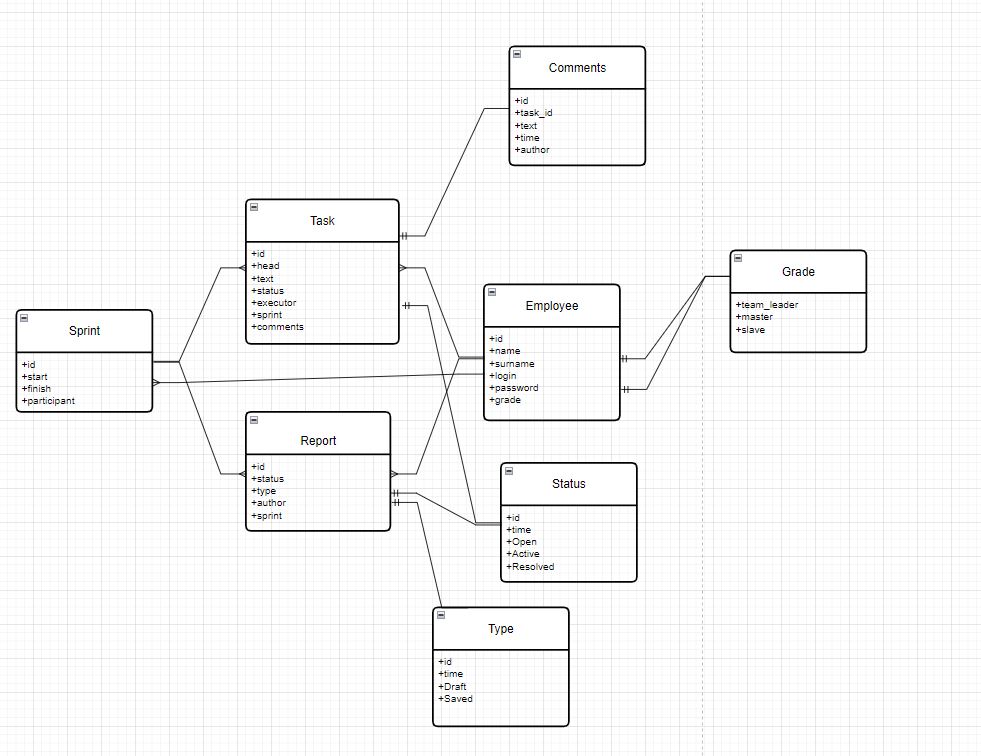 Comments
+id
+task_id
+text
+time
+author
Task
+id
+head
+text
+status
+executor
+sprint
+comments
Grade
+team_leader
+master
+slave
Employee
+id
+name
+surname
+login
+password
+grade
Sprint
+id
+start
+finish
+participant
Report
+id
+status
+type
+author
+sprint
Status
+id
+time
+Open
+Active
+Resolved
Type
+id
+time
+Draft
+Saved